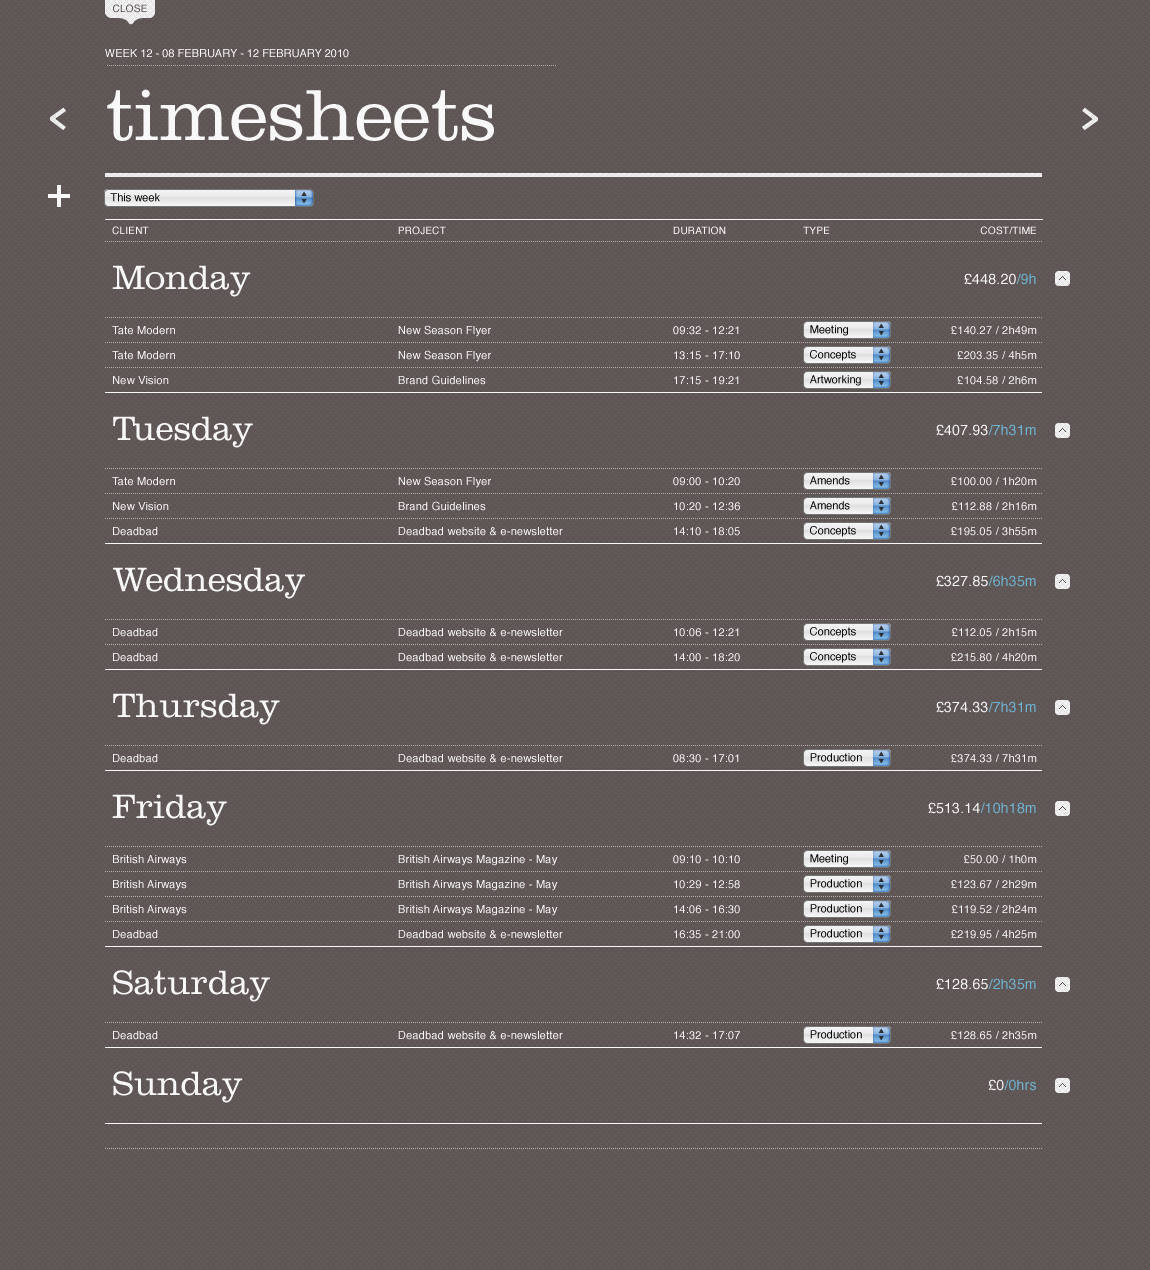 CLOSE
WEEK 12 - 08 FEBRUARY - 12 FEBRUARY 2010
timesheets
This week
CLIENT PROJECT DURATION TYPE COST/TIME
Monday £448.20/9h
Tate Modern New Season Flyer 09:32 - 12:21 Meeting £140.27 / 2h49m
Tate Modern New Season Flyer 13:15 - 17:10 Concepts £203.35 / 4h5m
New Vision Brand Guidelines 17:15 - 19:21 Artworking £104.58 / 2h6m
Tuesday £407.93/7h31m
Tate Modern New Season Flyer 09:00 - 10:20 Amends £100.00 / 1h20m
New Vision Brand Guidelines 10:20 - 12:36 Amends £112.88 / 2h16m
Deadbad Deadbad website & e-newsletter 14:10 - 18:05 Concepts £195.05 / 3h55m
Wednesday £327.85/6h35m
Deadbad Deadbad website & e-newsletter 10:06 - 12:21 Concepts £112.05 / 2h15m
Deadbad Deadbad website & e-newsletter 14:00 - 18:20 Concepts £215.80 / 4h20m
Thursday £374.33/7h31m
Deadbad Deadbad website & e-newsletter 08:30 - 17:01 Production £374.33 / 7h31m
Friday £513.14/10h18m
British Airways British Airways Magazine - May 09:10 - 10:10 Meeting £50.00 / 1h0m
British Airways British Airways Magazine - May 10:29 - 12:58 Production £123.67 / 2h29m
British Airways British Airways Magazine - May 14:06 - 16:30 Production £119.52 / 2h24m
Deadbad Deadbad website & e-newsletter 16:35 - 21:00 Production £219.95 / 4h25m
Saturday £128.65/2h35m
Deadbad Deadbad website & e-newsletter 14:32 - 17:07 Production £128.65 / 2h35m
Sunday £0/0hrs